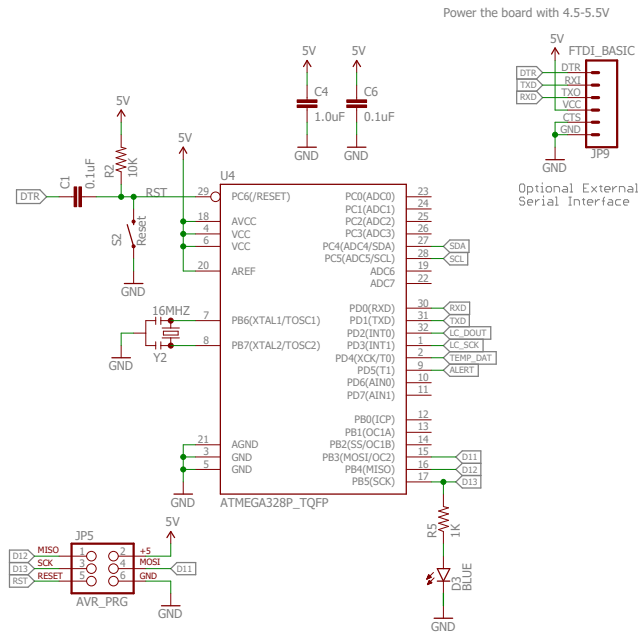 Power the board with 4.5-5.5V
5V
FTDI_BASIC
DTR
DTR
TXD
RXI
RXD
TXO
VCC
CTS
GND
GND
JP9
Optional External
Serial Interface
5V
5V
C4
1.0uF
C6
0.1uF
GND
GND
5V
5V
R2
10K
C1
0.1uF
DTR
RST
S2
Reset
GND
U4
29
PC6(/RESET)
18
AVCC
4
VCC
6
VCC
20
AREF
16MHZ
7
PB6(XTAL1/TOSC1)
8
PB7(XTAL2/TOSC2)
Y2
GND
21
AGND
3
GND
5
GND
GND
ATMEGA328P_TQFP
PC0(ADC0)
23
PC1(ADC1)
24
PC2(ADC2)
25
PC3(ADC3)
26
PC4(ADC4/SDA)
27
SDA
PC5(ADC5/SCL)
28
SCL
ADC6
19
ADC7
22
PD0(RXD)
30
RXD
PD1(TXD)
31
TXD
PD2(INT0)
32
LC_DOUT
PD3(INT1)
1
LC_SCK
PD4(XCK/T0)
2
TEMP_DAT
PD5(T1)
9
ALERT
PD6(AIN0)
10
PD7(AIN1)
11
PB0(ICP)
12
PB1(OC1A)
13
PB2(SS/OC1B)
14
PB3(MOSI/OC2)
15
D11
PB4(MISO)
16
D12
PB5(SCK)
17
D13
R5
1K
D3
BLUE
GND
JP5
5V
D12
MISO
1
2
+5
D13
SCK
3
4
MOSI
D11
RST
RESET
5
6
GND
AVR_PRG
GND